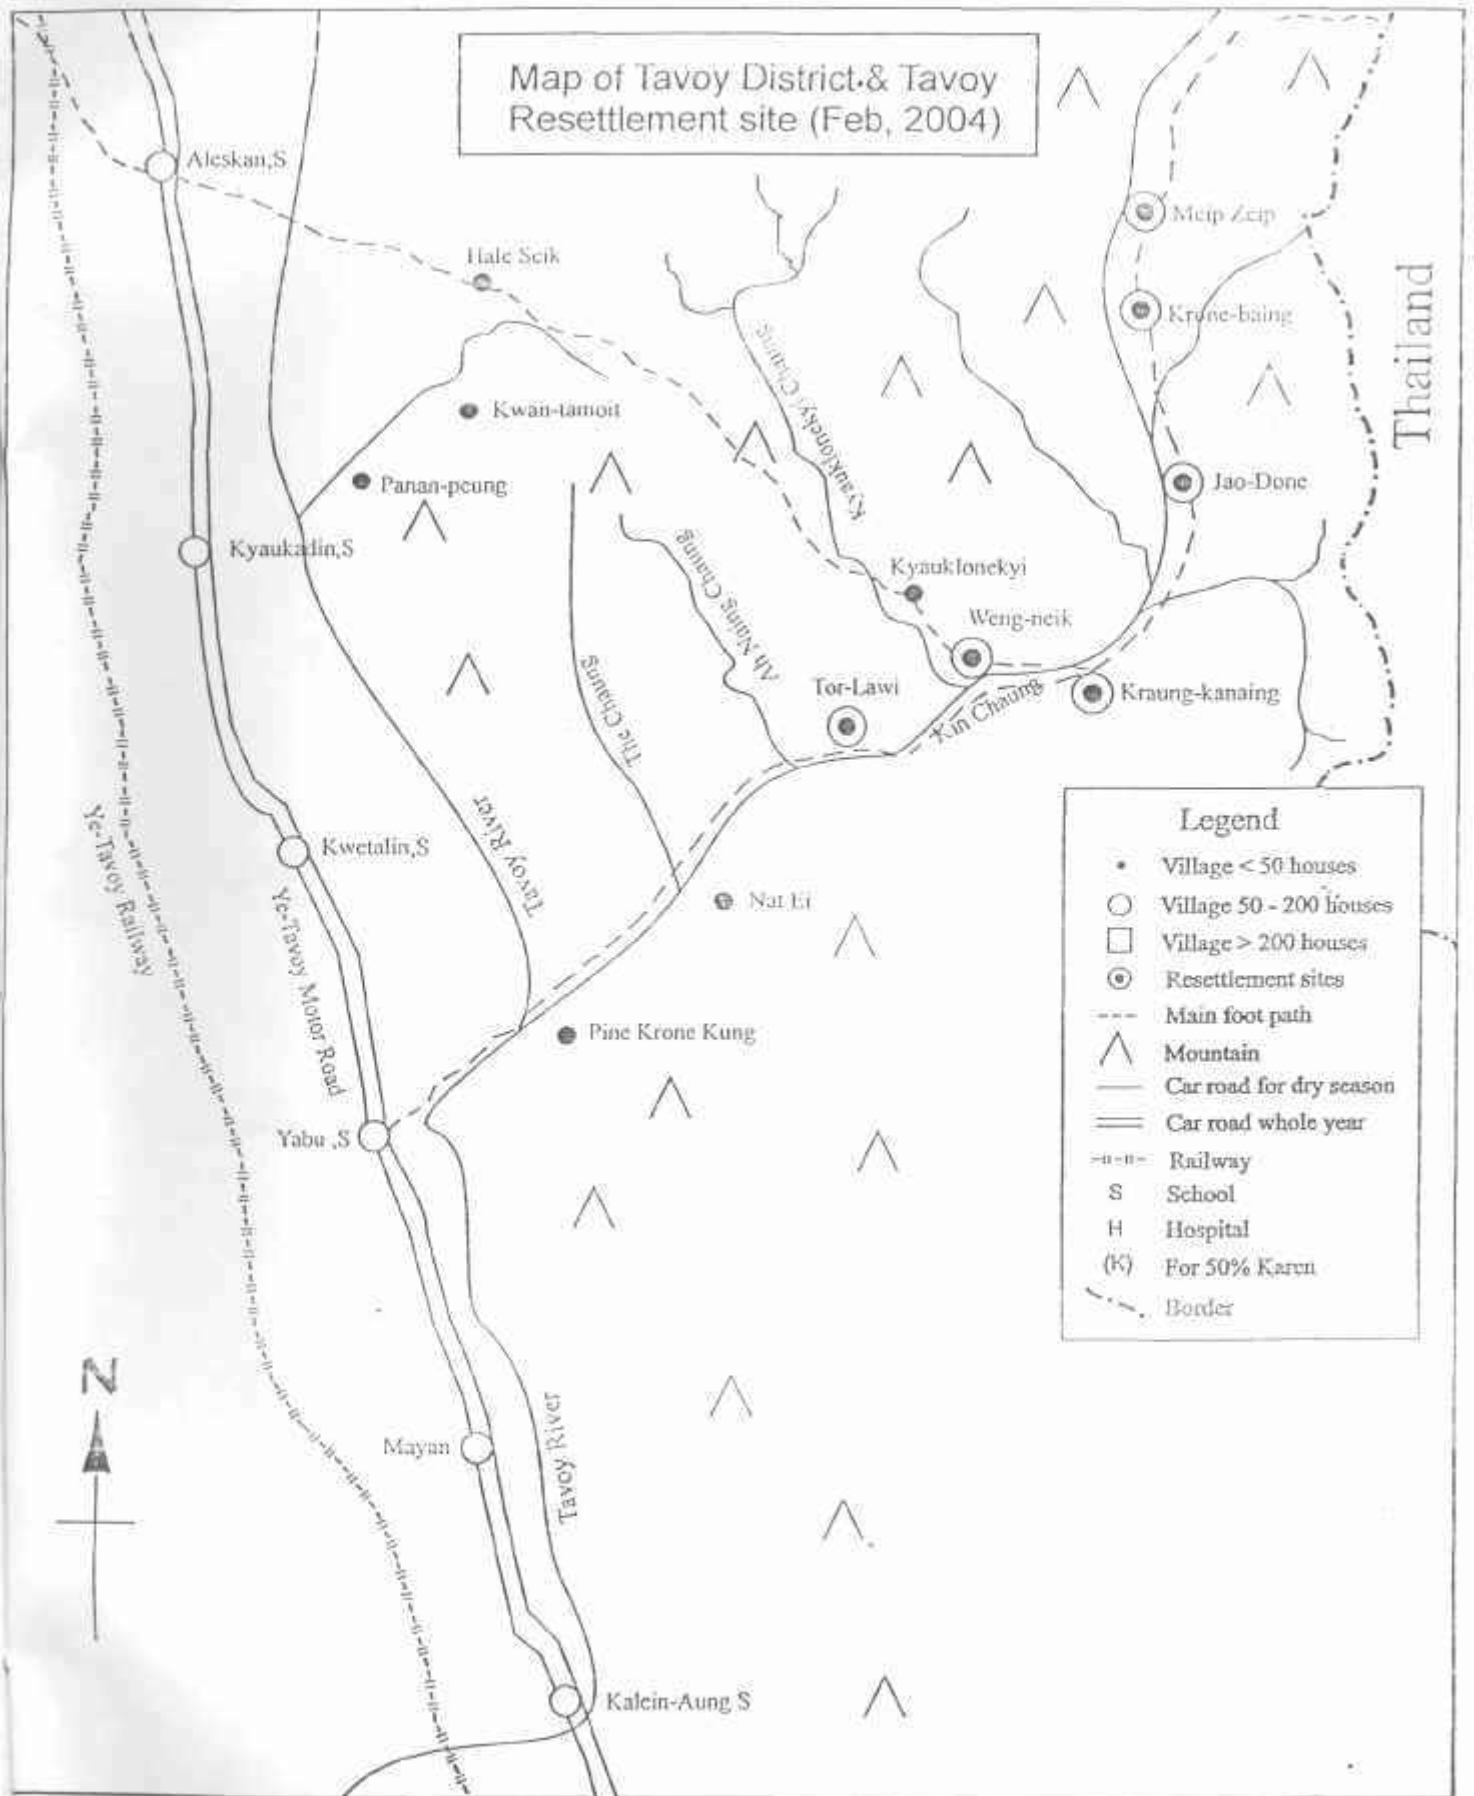 Map of Tavoy District & Tavoy
Resettlement site (Feb, 2004)
Aleskan,S
Hale Seik
Meip Zeip
Krone-baing
Thailand
Kyauklonekyi Chaung
Kwan-tamoit
Panan-peung
Jao-Done
Kyaukadin,S
Ah Naing Chaung
Kyauklonekyi
Weng-neik
The Chaung
Tor-Lawi
Kin Chaung
Kraung-kanaing
Tavoy River
Ye-Tavoy Railway
Kwetalin,S
Ye-Tavoy Motor Road
Nat Ei
Pine Krone Kung
Yabu ,S
Legend
Village < 50 houses
Village 50 - 200 houses
Village > 200 houses
Resettlement sites
Main foot path
Mountain
Car road for dry season
Car road whole year
Railway
S School
H Hospital
(K) For 50% Karen
Border
N
Mayan
Tavoy River
Kalein-Aung S